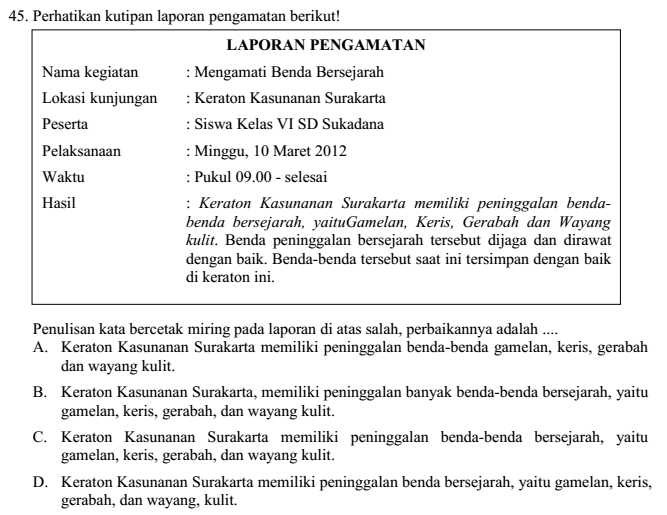 45. Perhatikan kutipan laporan pengamatan berikut!
LAPORAN PENGAMATAN
Nama kegiatan : Mengamati Benda Bersejarah
Lokasi kunjungan : Keraton Kasunanan Surakarta
Peserta : Siswa Kelas VI SD Sukadana
Pelaksanaan : Minggu, 10 Maret 2012
Waktu : Pukul 09.00 - selesai
Hasil : Keraton Kasunanan Surakarta memiliki peninggalan benda-
benda bersejarah, yaituGamelan, Keris, Gerabah dan Wayang
kulit. Benda peninggalan bersejarah tersebut dijaga dan dirawat
dengan baik. Benda-benda tersebut saat ini tersimpan dengan baik
di keraton ini.
Penulisan kata bercetak miring pada laporan di atas salah, perbaikannya adalah ....
A. Keraton Kasunanan Surakarta memiliki peninggalan benda-benda gamelan, keris, gerabah
dan wayang kulit.
B. Keraton Kasunanan Surakarta, memiliki peninggalan banyak benda-benda bersejarah, yaitu
gamelan, keris, gerabah, dan wayang kulit.
C. Keraton Kasunanan Surakarta memiliki peninggalan benda-benda bersejarah, yaitu
gamelan, keris, gerabah, dan wayang kulit.
D. Keraton Kasunanan Surakarta memiliki peninggalan benda bersejarah, yaitu gamelan, keris,
gerabah, dan wayang, kulit.